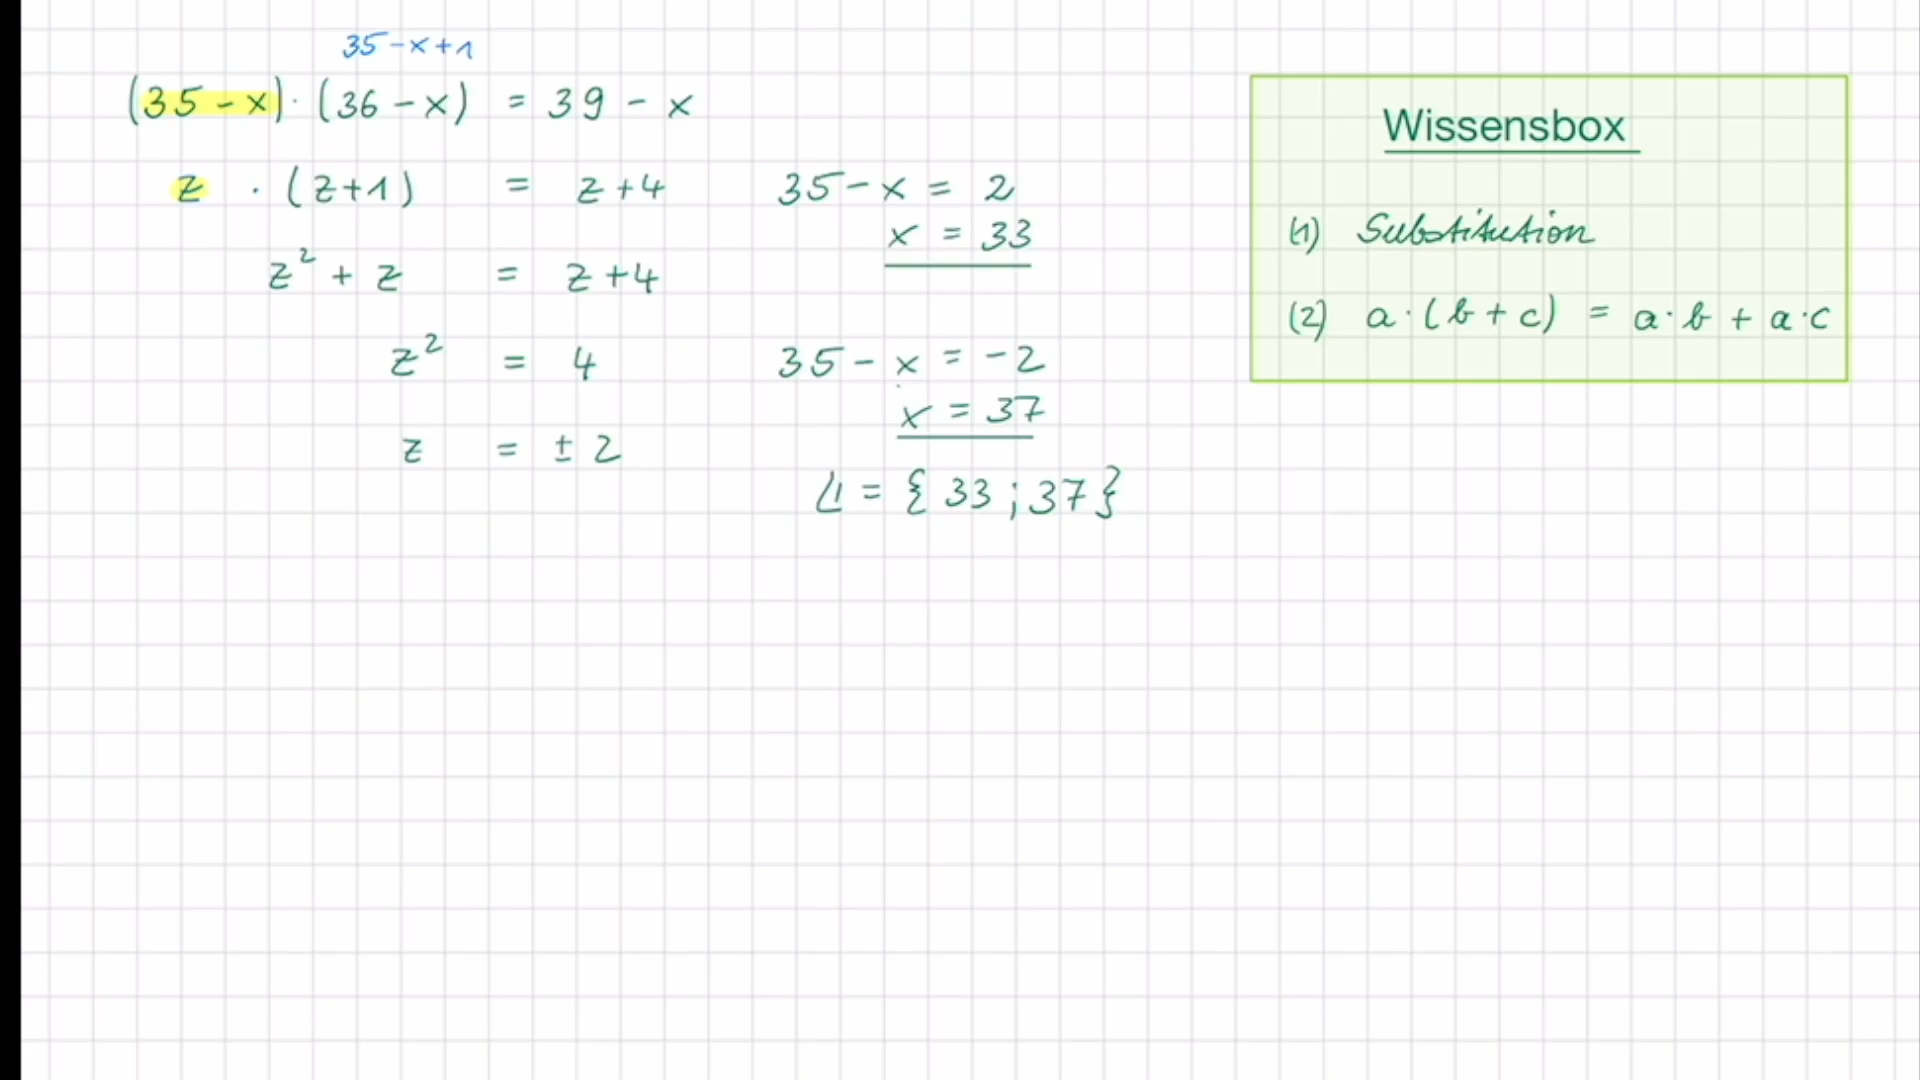 35-x+1
(35-x)·(36-x) = 39-x
z ·(z+1) = z+4
z² + z = z+4
z² = 4
z = ± 2
35-x = 2
x = 33
35-x = -2
x = 37
𝕃 = {33;37}
Wissensbox
(1) Substitution
(2) a·(b+c) = a·b + a·c